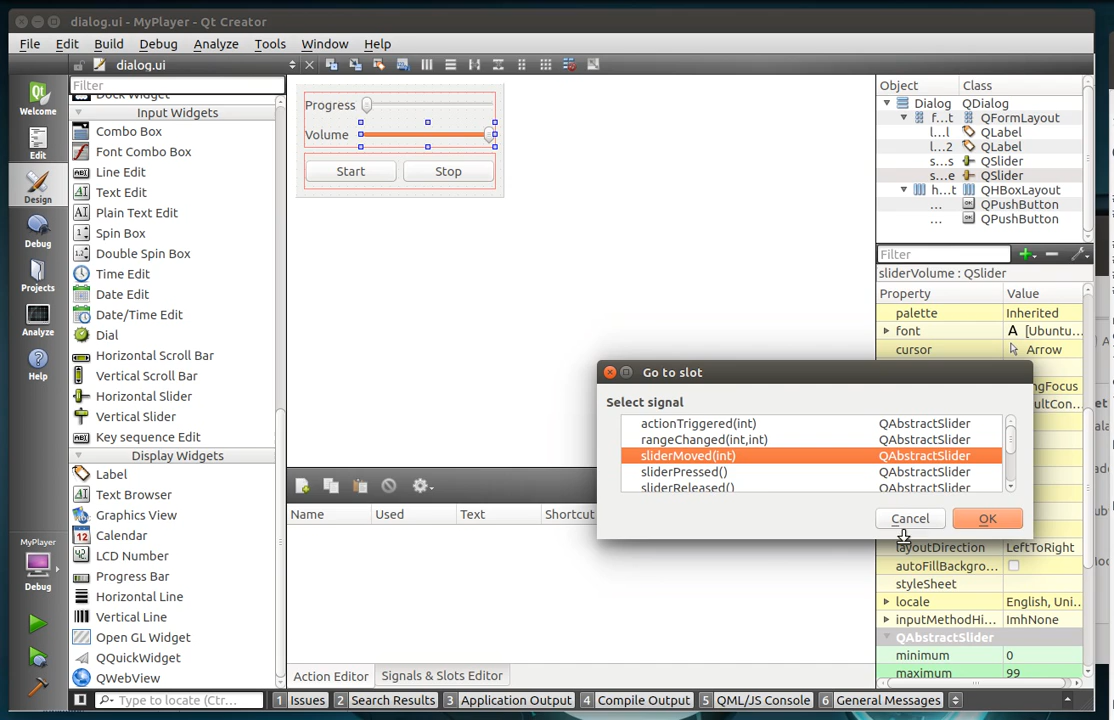 dialog.ui - MyPlayer - Qt Creator
File Edit Build Debug Analyze Tools Window Help
dialog.ui
Filter
Dock Widget
Input Widgets
Combo Box
Font Combo Box
Line Edit
Text Edit
Plain Text Edit
Spin Box
Double Spin Box
Time Edit
Date Edit
Date/Time Edit
Dial
Horizontal Scroll Bar
Vertical Scroll Bar
Horizontal Slider
Vertical Slider
Key sequence Edit
Display Widgets
Label
Text Browser
Graphics View
Calendar
LCD Number
Progress Bar
Horizontal Line
Vertical Line
Open GL Widget
QQuickWidget
QWebView
Welcome
Edit
Design
Debug
Projects
Analyze
Help
MyPlayer
Debug
Progress
Volume
Start Stop
Object Class
Dialog QDialog
f...t QFormLayout
l...l QLabel
l...2 QLabel
s...s QSlider
s...e QSlider
h...t QHBoxLayout
... QPushButton
... QPushButton
Filter
sliderVolume : QSlider
Property Value
palette Inherited
font A [Ubuntu...
cursor Arrow
ngFocus
ultCon...
Go to slot
Select signal
actionTriggered(int) QAbstractSlider
rangeChanged(int,int) QAbstractSlider
sliderMoved(int) QAbstractSlider
sliderPressed() QAbstractSlider
sliderReleased() QAbstractSlider
Cancel OK
layoutDirection LeftToRight
autoFillBackgro...
styleSheet
locale English, Uni...
inputMethodHi... ImhNone
QAbstractSlider
minimum 0
maximum 99
Name Used Text Shortcut
Action Editor Signals & Slots Editor
Type to locate (Ctr...
1 Issues 2 Search Results 3 Application Output 4 Compile Output 5 QML/JS Console 6 General Messages